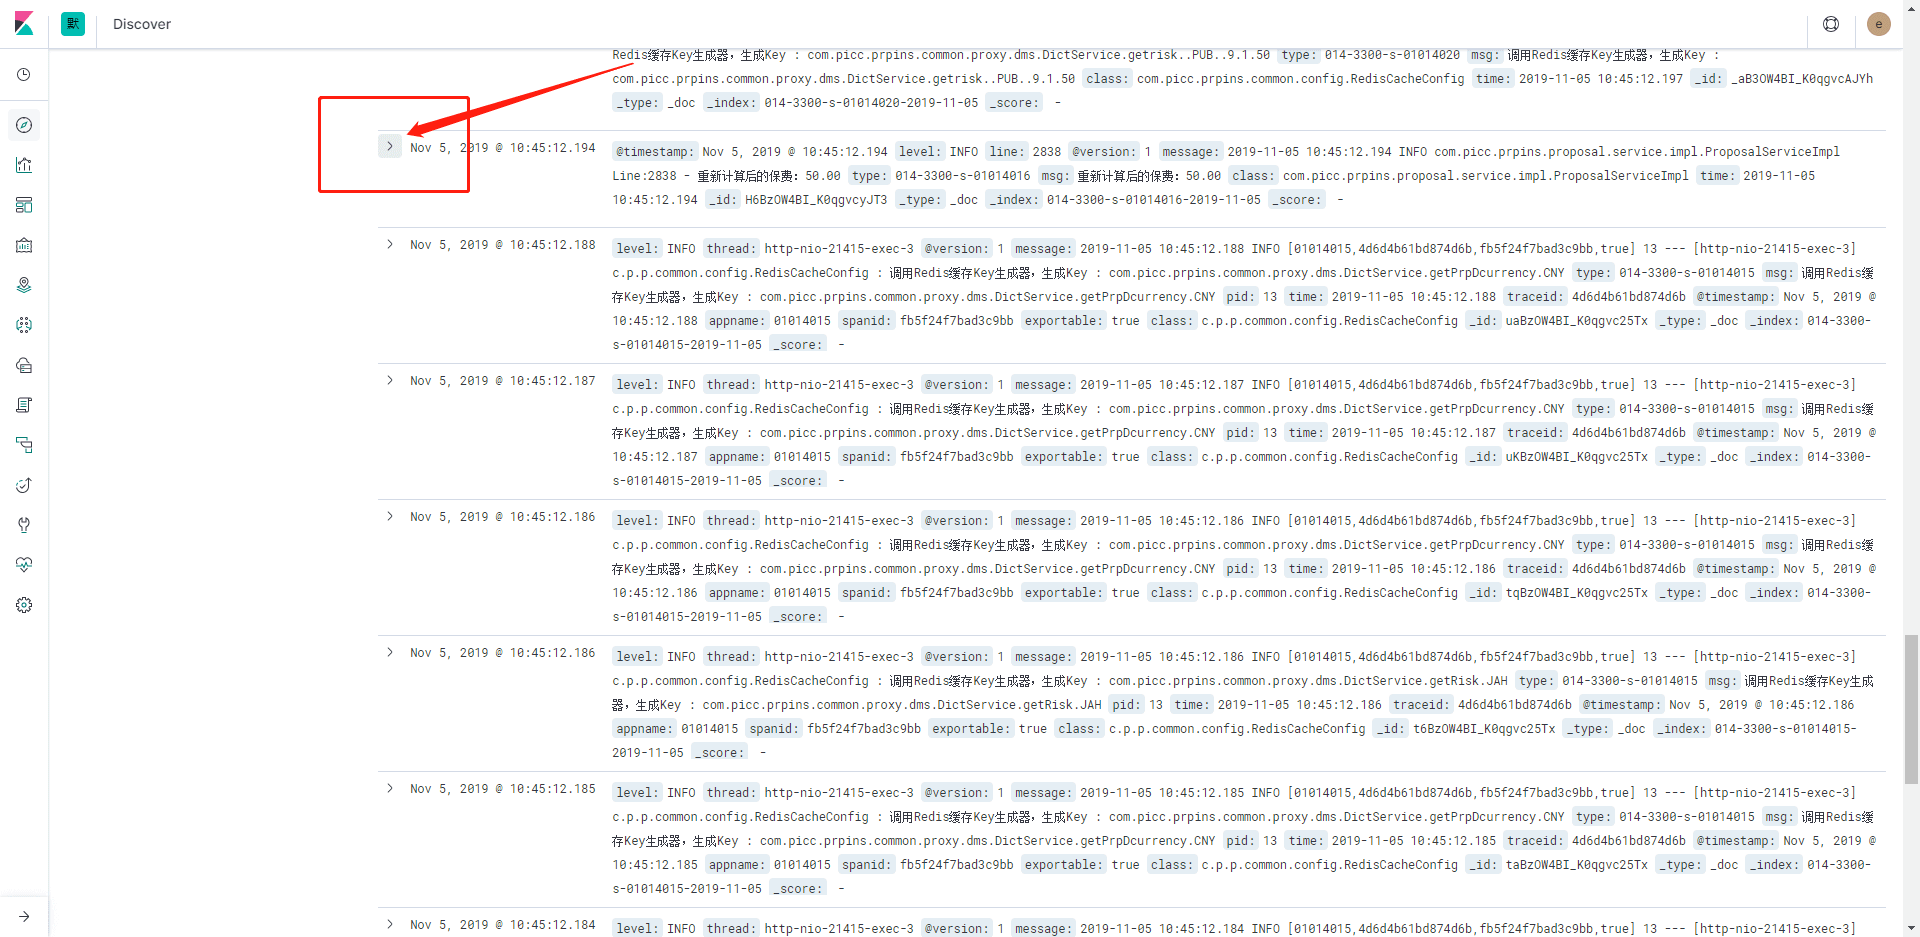 默
Discover
e
Redis缓存Key生成器，生成Key : com.picc.prpins.common.proxy.dms.DictService.getrisk..PUB..9.1.50 type: 014-3300-s-01014020 msg: 调用Redis缓存Key生成器，生成Key :
com.picc.prpins.common.proxy.dms.DictService.getrisk..PUB..9.1.50 class: com.picc.prpins.common.config.RedisCacheConfig time: 2019-11-05 10:45:12.197 _id: _aB3OW4BI_K0qgvcAJYh
_type: _doc _index: 014-3300-s-01014020-2019-11-05 _score: -
Nov 5, 2019 @ 10:45:12.194
@timestamp: Nov 5, 2019 @ 10:45:12.194 level: INFO line: 2838 @version: 1 message: 2019-11-05 10:45:12.194 INFO com.picc.prpins.proposal.service.impl.ProposalServiceImpl
Line:2838 - 重新计算后的保费：50.00 type: 014-3300-s-01014016 msg: 重新计算后的保费：50.00 class: com.picc.prpins.proposal.service.impl.ProposalServiceImpl time: 2019-11-05
10:45:12.194 _id: H6BzOW4BI_K0qgvcyJT3 _type: _doc _index: 014-3300-s-01014016-2019-11-05 _score: -
Nov 5, 2019 @ 10:45:12.188
level: INFO thread: http-nio-21415-exec-3 @version: 1 message: 2019-11-05 10:45:12.188 INFO [01014015,4d6d4b61bd874d6b,fb5f24f7bad3c9bb,true] 13 --- [http-nio-21415-exec-3]
c.p.p.common.config.RedisCacheConfig : 调用Redis缓存Key生成器，生成Key : com.picc.prpins.common.proxy.dms.DictService.getPrpDcurrency.CNY type: 014-3300-s-01014015 msg: 调用Redis缓
存Key生成器，生成Key : com.picc.prpins.common.proxy.dms.DictService.getPrpDcurrency.CNY pid: 13 time: 2019-11-05 10:45:12.188 traceid: 4d6d4b61bd874d6b @timestamp: Nov 5, 2019 @
10:45:12.188 appname: 01014015 spanid: fb5f24f7bad3c9bb exportable: true class: c.p.p.common.config.RedisCacheConfig _id: uaBzOW4BI_K0qgvc25Tx _type: _doc _index: 014-3300-
s-01014015-2019-11-05 _score: -
Nov 5, 2019 @ 10:45:12.187
level: INFO thread: http-nio-21415-exec-3 @version: 1 message: 2019-11-05 10:45:12.187 INFO [01014015,4d6d4b61bd874d6b,fb5f24f7bad3c9bb,true] 13 --- [http-nio-21415-exec-3]
c.p.p.common.config.RedisCacheConfig : 调用Redis缓存Key生成器，生成Key : com.picc.prpins.common.proxy.dms.DictService.getPrpDcurrency.CNY type: 014-3300-s-01014015 msg: 调用Redis缓
存Key生成器，生成Key : com.picc.prpins.common.proxy.dms.DictService.getPrpDcurrency.CNY pid: 13 time: 2019-11-05 10:45:12.187 traceid: 4d6d4b61bd874d6b @timestamp: Nov 5, 2019 @
10:45:12.187 appname: 01014015 spanid: fb5f24f7bad3c9bb exportable: true class: c.p.p.common.config.RedisCacheConfig _id: uKBzOW4BI_K0qgvc25Tx _type: _doc _index: 014-3300-
s-01014015-2019-11-05 _score: -
Nov 5, 2019 @ 10:45:12.186
level: INFO thread: http-nio-21415-exec-3 @version: 1 message: 2019-11-05 10:45:12.186 INFO [01014015,4d6d4b61bd874d6b,fb5f24f7bad3c9bb,true] 13 --- [http-nio-21415-exec-3]
c.p.p.common.config.RedisCacheConfig : 调用Redis缓存Key生成器，生成Key : com.picc.prpins.common.proxy.dms.DictService.getPrpDcurrency.CNY type: 014-3300-s-01014015 msg: 调用Redis缓
存Key生成器，生成Key : com.picc.prpins.common.proxy.dms.DictService.getPrpDcurrency.CNY pid: 13 time: 2019-11-05 10:45:12.186 traceid: 4d6d4b61bd874d6b @timestamp: Nov 5, 2019 @
10:45:12.186 appname: 01014015 spanid: fb5f24f7bad3c9bb exportable: true class: c.p.p.common.config.RedisCacheConfig _id: tqBzOW4BI_K0qgvc25Tx _type: _doc _index: 014-3300-
s-01014015-2019-11-05 _score: -
Nov 5, 2019 @ 10:45:12.186
level: INFO thread: http-nio-21415-exec-3 @version: 1 message: 2019-11-05 10:45:12.186 INFO [01014015,4d6d4b61bd874d6b,fb5f24f7bad3c9bb,true] 13 --- [http-nio-21415-exec-3]
c.p.p.common.config.RedisCacheConfig : 调用Redis缓存Key生成器，生成Key : com.picc.prpins.common.proxy.dms.DictService.getRisk.JAH type: 014-3300-s-01014015 msg: 调用Redis缓存Key生成
器，生成Key : com.picc.prpins.common.proxy.dms.DictService.getRisk.JAH pid: 13 time: 2019-11-05 10:45:12.186 traceid: 4d6d4b61bd874d6b @timestamp: Nov 5, 2019 @ 10:45:12.186
appname: 01014015 spanid: fb5f24f7bad3c9bb exportable: true class: c.p.p.common.config.RedisCacheConfig _id: t6BzOW4BI_K0qgvc25Tx _type: _doc _index: 014-3300-s-01014015-
2019-11-05 _score: -
Nov 5, 2019 @ 10:45:12.185
level: INFO thread: http-nio-21415-exec-3 @version: 1 message: 2019-11-05 10:45:12.185 INFO [01014015,4d6d4b61bd874d6b,fb5f24f7bad3c9bb,true] 13 --- [http-nio-21415-exec-3]
c.p.p.common.config.RedisCacheConfig : 调用Redis缓存Key生成器，生成Key : com.picc.prpins.common.proxy.dms.DictService.getPrpDcurrency.CNY type: 014-3300-s-01014015 msg: 调用Redis缓
存Key生成器，生成Key : com.picc.prpins.common.proxy.dms.DictService.getPrpDcurrency.CNY pid: 13 time: 2019-11-05 10:45:12.185 traceid: 4d6d4b61bd874d6b @timestamp: Nov 5, 2019 @
10:45:12.185 appname: 01014015 spanid: fb5f24f7bad3c9bb exportable: true class: c.p.p.common.config.RedisCacheConfig _id: taBzOW4BI_K0qgvc25Tx _type: _doc _index: 014-3300-
s-01014015-2019-11-05 _score: -
Nov 5, 2019 @ 10:45:12.184
level: INFO thread: http-nio-21415-exec-3 @version: 1 message: 2019-11-05 10:45:12.184 INFO [01014015,4d6d4b61bd874d6b,fb5f24f7bad3c9bb,true] 13 --- [http-nio-21415-exec-3]